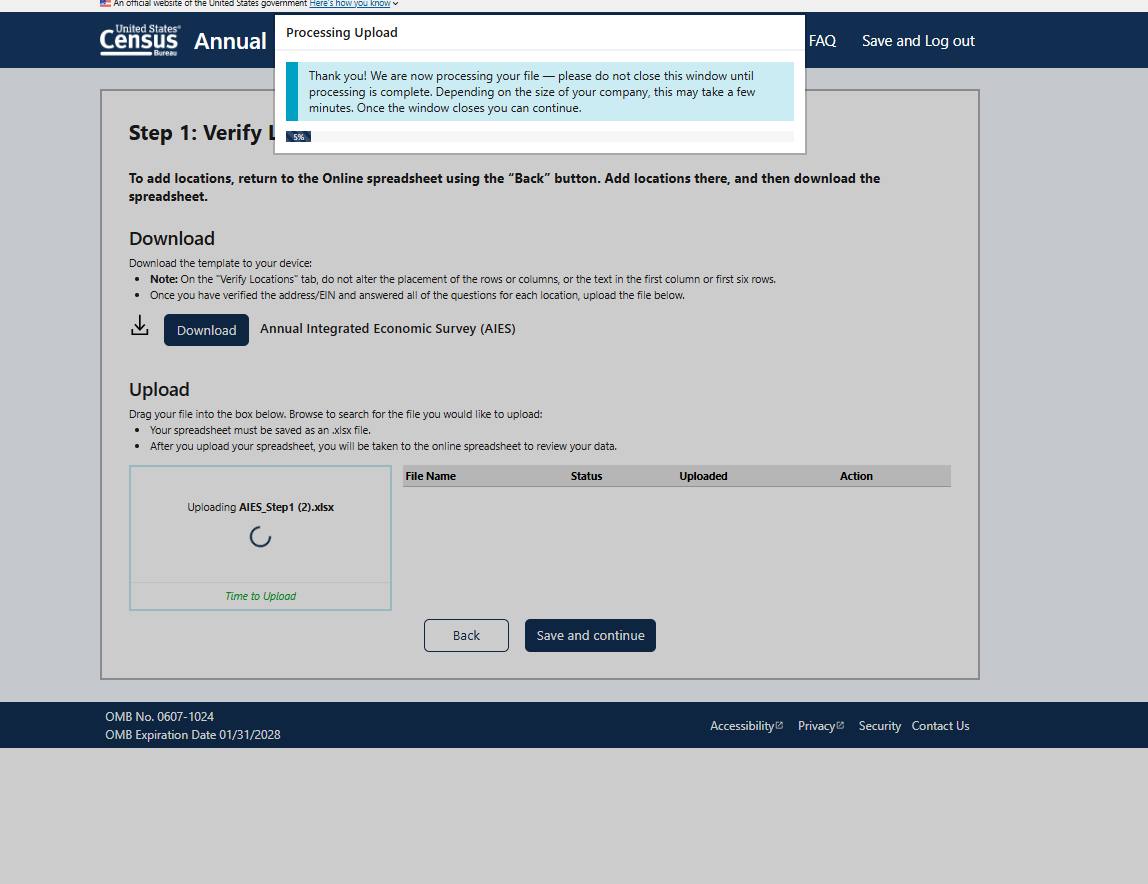 An official website of the United States government Here's how you know
United States®
Census
Bureau
Annual
FAQ
Save and Log out
Processing Upload
Thank you! We are now processing your file — please do not close this window until
processing is complete. Depending on the size of your company, this may take a few
minutes. Once the window closes you can continue.
5%
Step 1: Verify L
To add locations, return to the Online spreadsheet using the “Back” button. Add locations there, and then download the
spreadsheet.
Download
Download the template to your device:
• Note: On the "Verify Locations" tab, do not alter the placement of the rows or columns, or the text in the first column or first six rows.
• Once you have verified the address/EIN and answered all of the questions for each location, upload the file below.
Download
Annual Integrated Economic Survey (AIES)
Upload
Drag your file into the box below. Browse to search for the file you would like to upload:
• Your spreadsheet must be saved as an .xlsx file.
• After you upload your spreadsheet, you will be taken to the online spreadsheet to review your data.
File Name Status Uploaded Action
Uploading AIES_Step1 (2).xlsx
Time to Upload
Back
Save and continue
OMB No. 0607-1024
OMB Expiration Date 01/31/2028
Accessibility Privacy Security Contact Us